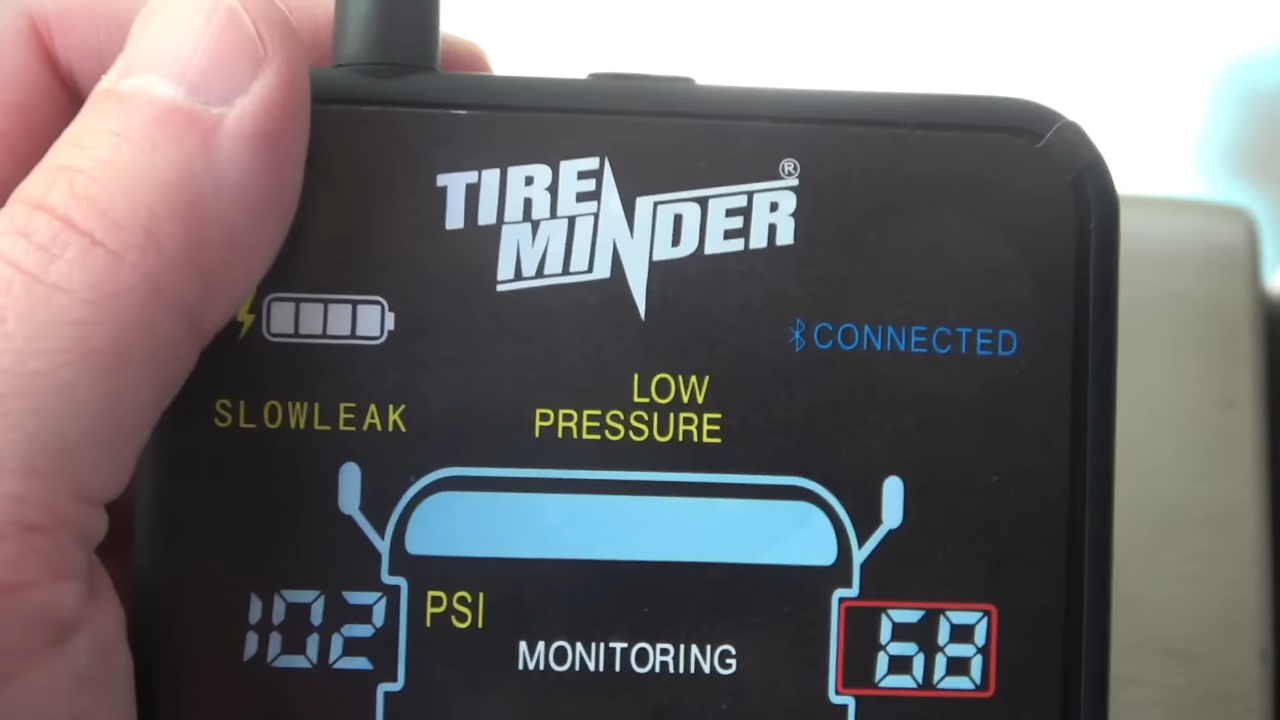 TIRE
MINDER®
CONNECTED
SLOWLEAK
LOW
PRESSURE
102
PSI
MONITORING
68